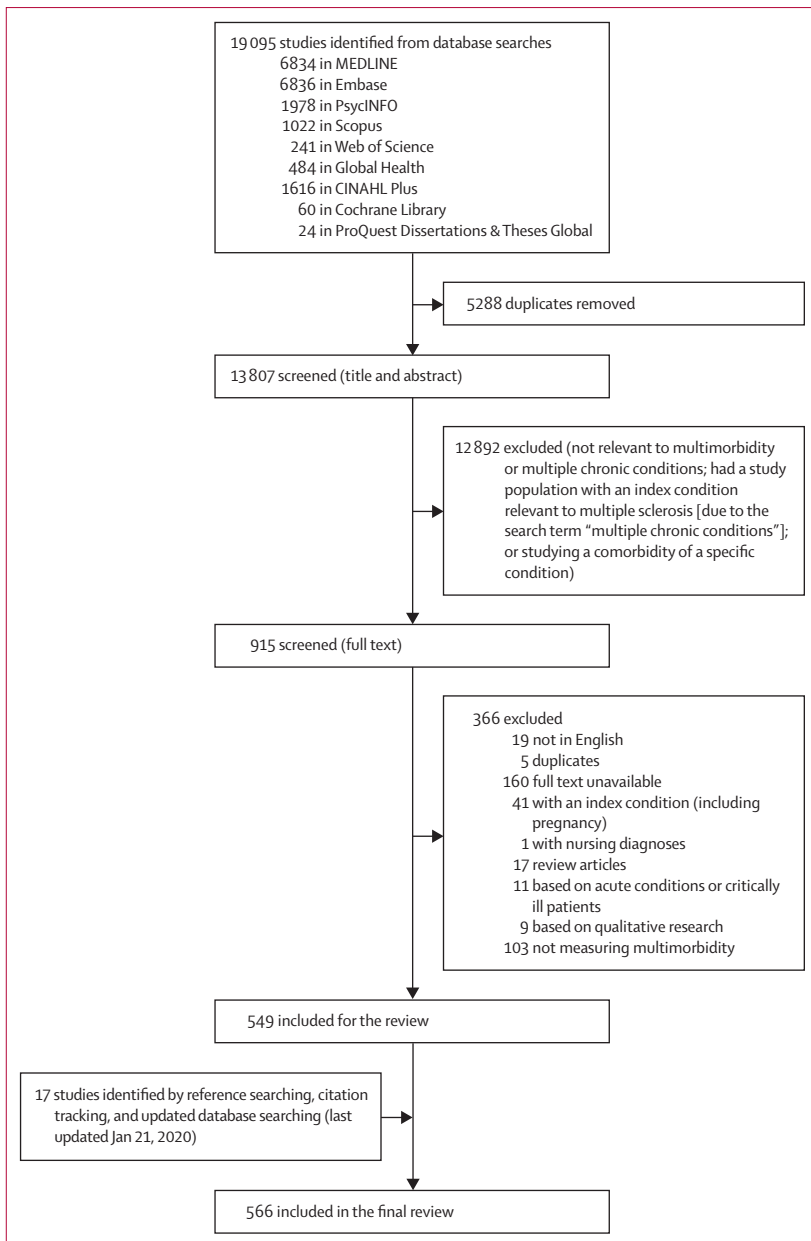 19 095 studies identified from database searches
6834 in MEDLINE
6836 in Embase
1978 in PsycINFO
1022 in Scopus
241 in Web of Science
484 in Global Health
1616 in CINAHL Plus
60 in Cochrane Library
24 in ProQuest Dissertations & Theses Global
5288 duplicates removed
13 807 screened (title and abstract)
12 892 excluded (not relevant to multimorbidity
or multiple chronic conditions; had a study
population with an index condition
relevant to multiple sclerosis [due to the
search term “multiple chronic conditions”];
or studying a comorbidity of a specific
condition)
915 screened (full text)
366 excluded
19 not in English
5 duplicates
160 full text unavailable
41 with an index condition (including
pregnancy)
1 with nursing diagnoses
17 review articles
11 based on acute conditions or critically
ill patients
9 based on qualitative research
103 not measuring multimorbidity
549 included for the review
17 studies identified by reference searching, citation
tracking, and updated database searching (last
updated Jan 21, 2020)
566 included in the final review